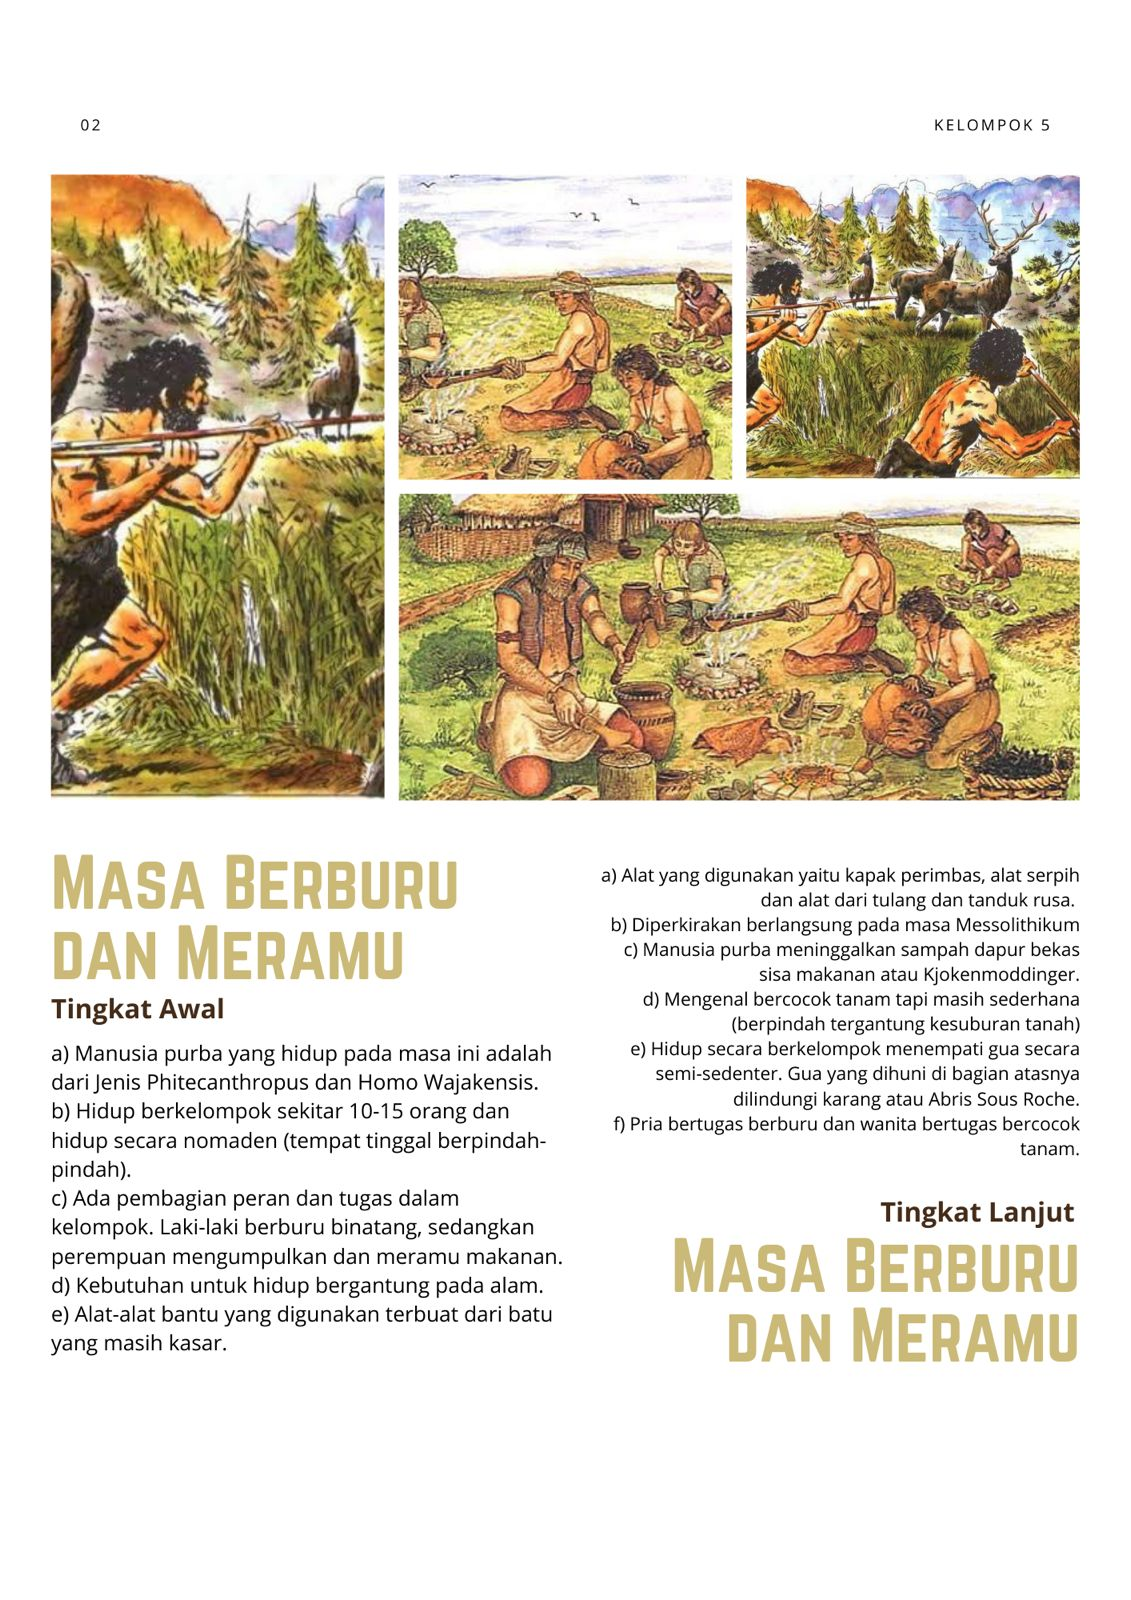 02
KELOMPOK 5
MASA BERBURU
DAN MERAMU
Tingkat Awal
a) Manusia purba yang hidup pada masa ini adalah
dari Jenis Phitecanthropus dan Homo Wajakensis.
b) Hidup berkelompok sekitar 10-15 orang dan
hidup secara nomaden (tempat tinggal berpindah-
pindah).
c) Ada pembagian peran dan tugas dalam
kelompok. Laki-laki berburu binatang, sedangkan
perempuan mengumpulkan dan meramu makanan.
d) Kebutuhan untuk hidup bergantung pada alam.
e) Alat-alat bantu yang digunakan terbuat dari batu
yang masih kasar.
a) Alat yang digunakan yaitu kapak perimbas, alat serpih
dan alat dari tulang dan tanduk rusa.
b) Diperkirakan berlangsung pada masa Messolithikum
c) Manusia purba meninggalkan sampah dapur bekas
sisa makanan atau Kjokenmoddinger.
d) Mengenal bercocok tanam tapi masih sederhana
(berpindah tergantung kesuburan tanah)
e) Hidup secara berkelompok menempati gua secara
semi-sedenter. Gua yang dihuni di bagian atasnya
dilindungi karang atau Abris Sous Roche.
f) Pria bertugas berburu dan wanita bertugas bercocok
tanam.
Tingkat Lanjut
MASA BERBURU
DAN MERAMU